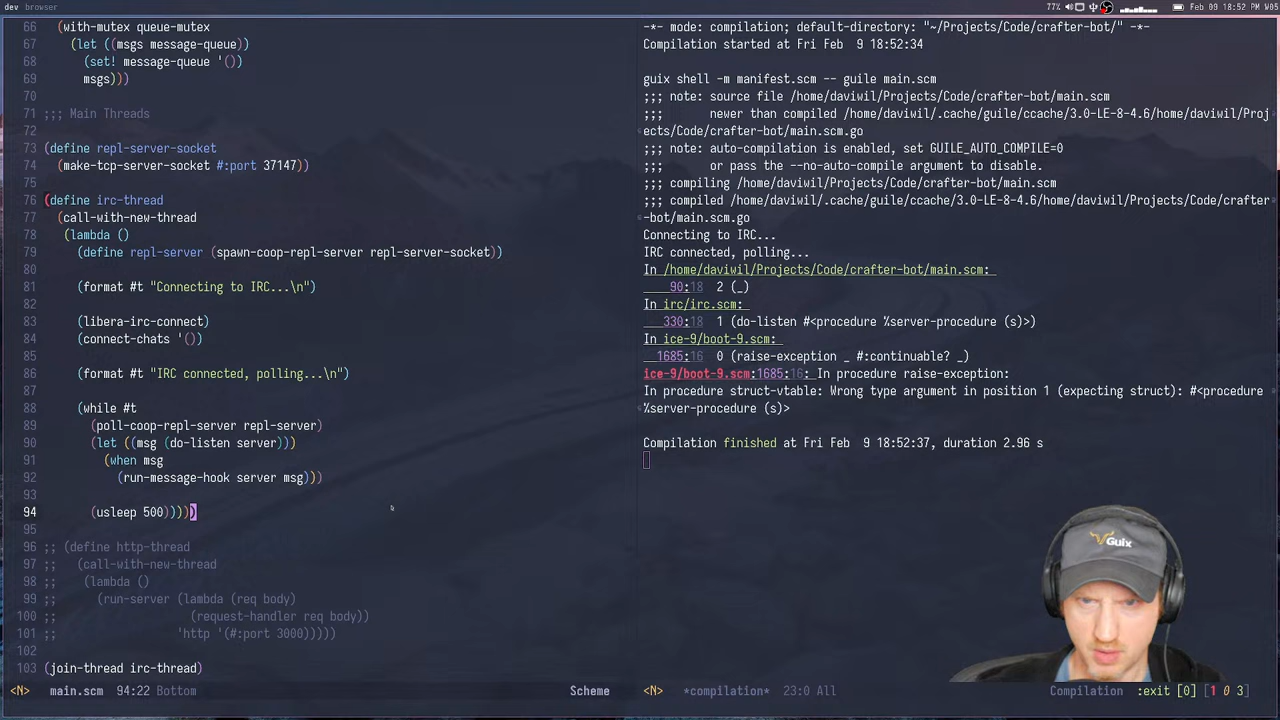 dev browser
77% Feb 09 18:52 PM W05
66 (with-mutex queue-mutex
67 (let ((msgs message-queue))
68 (set! message-queue '())
69 msgs)))
70
71 ;;; Main Threads
72
73 (define repl-server-socket
74 (make-tcp-server-socket #:port 37147))
75
76 (define irc-thread
77 (call-with-new-thread
78 (lambda ()
79 (define repl-server (spawn-coop-repl-server repl-server-socket))
80
81 (format #t "Connecting to IRC...\n")
82
83 (libera-irc-connect)
84 (connect-chats '())
85
86 (format #t "IRC connected, polling...\n")
87
88 (while #t
89 (poll-coop-repl-server repl-server)
90 (let ((msg (do-listen server)))
91 (when msg
92 (run-message-hook server msg)))
93
94 (usleep 500)))))
95
96 ;; (define http-thread
97 ;; (call-with-new-thread
98 ;; (lambda ()
99 ;; (run-server (lambda (req body)
100 ;; (request-handler req body))
101 ;; 'http '(#:port 3000)))))
102
103 (join-thread irc-thread)
<N> main.scm 94:22 Bottom Scheme
-*- mode: compilation; default-directory: "~/Projects/Code/crafter-bot/" -*-
Compilation started at Fri Feb 9 18:52:34
guix shell -m manifest.scm -- guile main.scm
;;; note: source file /home/daviwil/Projects/Code/crafter-bot/main.scm
;;; newer than compiled /home/daviwil/.cache/guile/ccache/3.0-LE-8-4.6/home/daviwil/Proj
ects/Code/crafter-bot/main.scm.go
;;; note: auto-compilation is enabled, set GUILE_AUTO_COMPILE=0
;;; or pass the --no-auto-compile argument to disable.
;;; compiling /home/daviwil/Projects/Code/crafter-bot/main.scm
;;; compiled /home/daviwil/.cache/guile/ccache/3.0-LE-8-4.6/home/daviwil/Projects/Code/crafter
-bot/main.scm.go
Connecting to IRC...
IRC connected, polling...
In /home/daviwil/Projects/Code/crafter-bot/main.scm:
90:18 2 (_)
In irc/irc.scm:
330:18 1 (do-listen #<procedure %server-procedure (s)>)
In ice-9/boot-9.scm:
1685:16 0 (raise-exception _ #:continuable? _)
ice-9/boot-9.scm:1685:16: In procedure raise-exception:
In procedure struct-vtable: Wrong type argument in position 1 (expecting struct): #<procedure
%server-procedure (s)>
Compilation finished at Fri Feb 9 18:52:37, duration 2.96 s
Guix
<N> *compilation* 23:0 All Compilation :exit [0] [1 0 3]